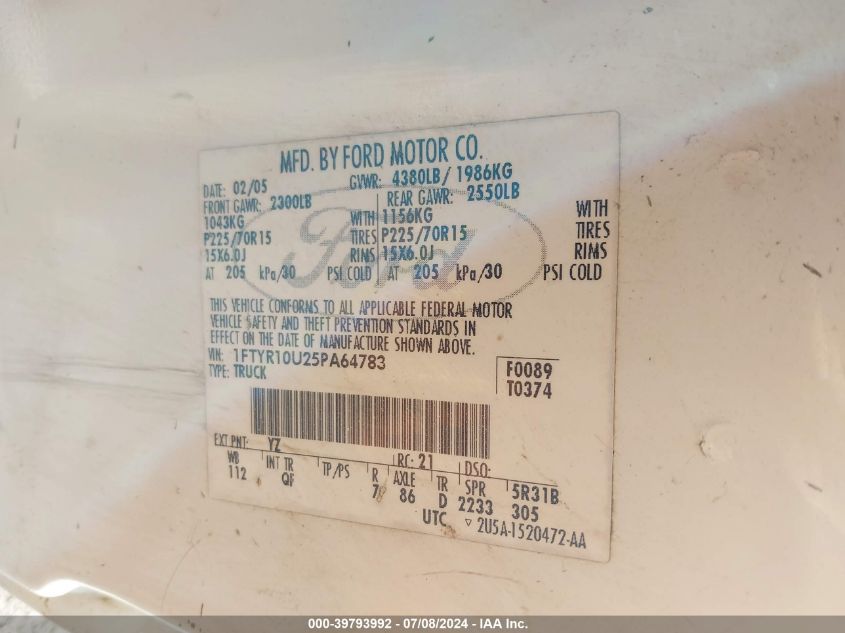 MFD. BY FORD MOTOR CO.
DATE: 02/05 GVWR: 4380LB/ 1986KG
FRONT GAWR: 2300LB REAR GAWR: 2550LB
1043KG WITH 1156KG WITH
P225/70R15 TIRES P225/70R15 TIRES
15X6.0J RIMS 15X6.0J RIMS
AT 205 kPa/30 PSI COLD AT 205 kPa/30 PSI COLD
Ford
THIS VEHICLE CONFORMS TO ALL APPLICABLE FEDERAL MOTOR
VEHICLE SAFETY AND THEFT PREVENTION STANDARDS IN
EFFECT ON THE DATE OF MANUFACTURE SHOWN ABOVE.
VIN: 1FTYR10U25PA64783
TYPE: TRUCK
F0089
T0374
EXT PNT: YZ RC: 21 DSO:
WB INT TR TP/PS R AXLE TR SPR 5R31B
112 QF 7 86 D 2233 305
UTC ▽ 2U5A-1520472-AA
000-39793992 / 07/08/2024 - IAA Inc.